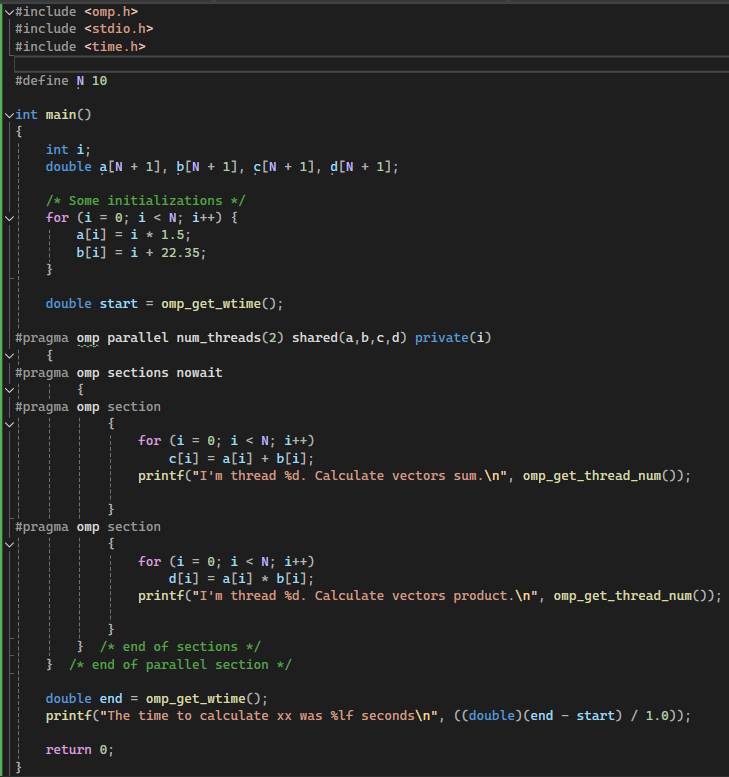 #include <omp.h>
#include <stdio.h>
#include <time.h>
#define N 10
int main()
{
int i;
double a[N + 1], b[N + 1], c[N + 1], d[N + 1];
/* Some initializations */
for (i = 0; i < N; i++) {
a[i] = i * 1.5;
b[i] = i + 22.35;
}
double start = omp_get_wtime();
#pragma omp parallel num_threads(2) shared(a,b,c,d) private(i)
{
#pragma omp sections nowait
{
#pragma omp section
{
for (i = 0; i < N; i++)
c[i] = a[i] + b[i];
printf("I'm thread %d. Calculate vectors sum.\n", omp_get_thread_num());
}
#pragma omp section
{
for (i = 0; i < N; i++)
d[i] = a[i] * b[i];
printf("I'm thread %d. Calculate vectors product.\n", omp_get_thread_num());
}
} /* end of sections */
} /* end of parallel section */
double end = omp_get_wtime();
printf("The time to calculate xx was %lf seconds\n", ((double)(end - start) / 1.0));
return 0;
}